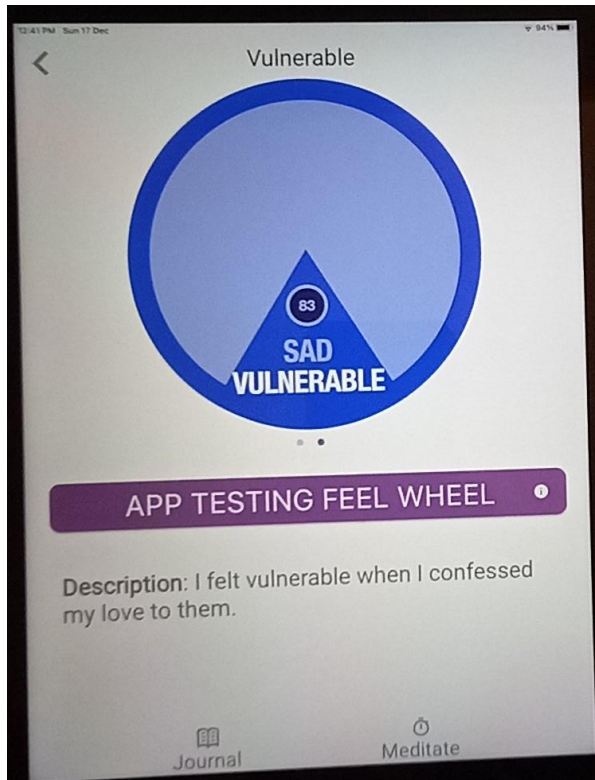 12:41 PM Sun 17 Dec 94%
Vulnerable
83
SAD
VULNERABLE
APP TESTING FEEL WHEEL i
Description: I felt vulnerable when I confessed
my love to them.
Journal Meditate